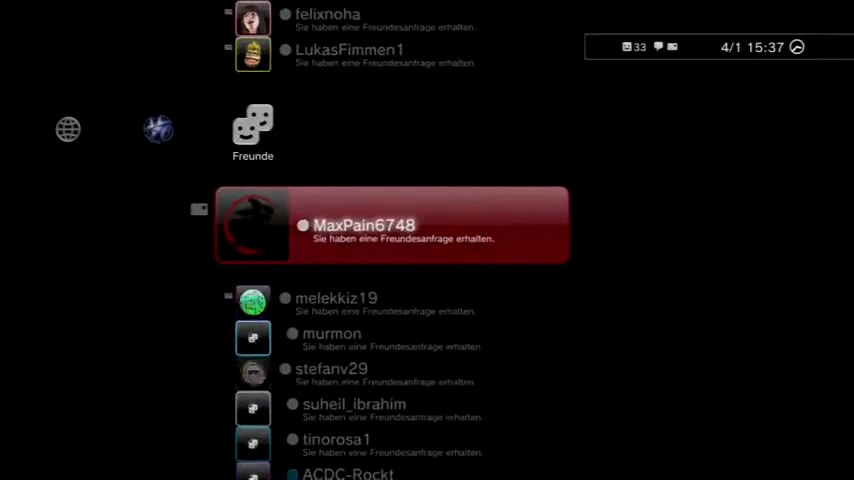 felixnoha
Sie haben eine Freundesanfrage erhalten.
LukasFimmen1
Sie haben eine Freundesanfrage erhalten.
33
4/1 15:37
Freunde
MaxPain6748
Sie haben eine Freundesanfrage erhalten.
melekkiz19
Sie haben eine Freundesanfrage erhalten.
murmon
Sie haben eine Freundesanfrage erhalten
stefanv29
Sie haben eine Freundesanfrage erhalten.
suheil_ibrahim
Sie haben eine Freundesanfrage erhalten.
tinorosa1
Sie haben eine Freundesanfrage erhalten.
ACDC-Rockt